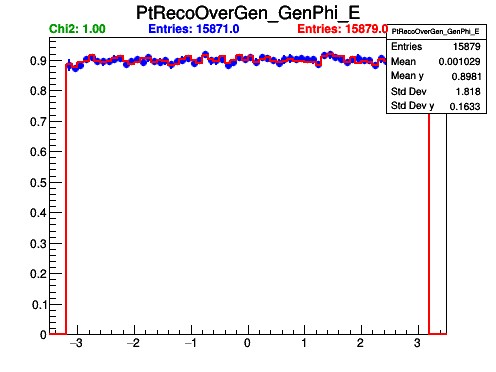 PtRecoOverGen_GenPhi_E
Chi2: 1.00 Entries: 15871.0 Entries: 15879.0
PtRecoOverGen_GenPhi_E
Entries 15879
Mean 0.001029
Mean y 0.8981
Std Dev 1.818
Std Dev y 0.1633
0.9
0.8
0.7
0.6
0.5
0.4
0.3
0.2
0.1
0
−3 −2 −1 0 1 2 3